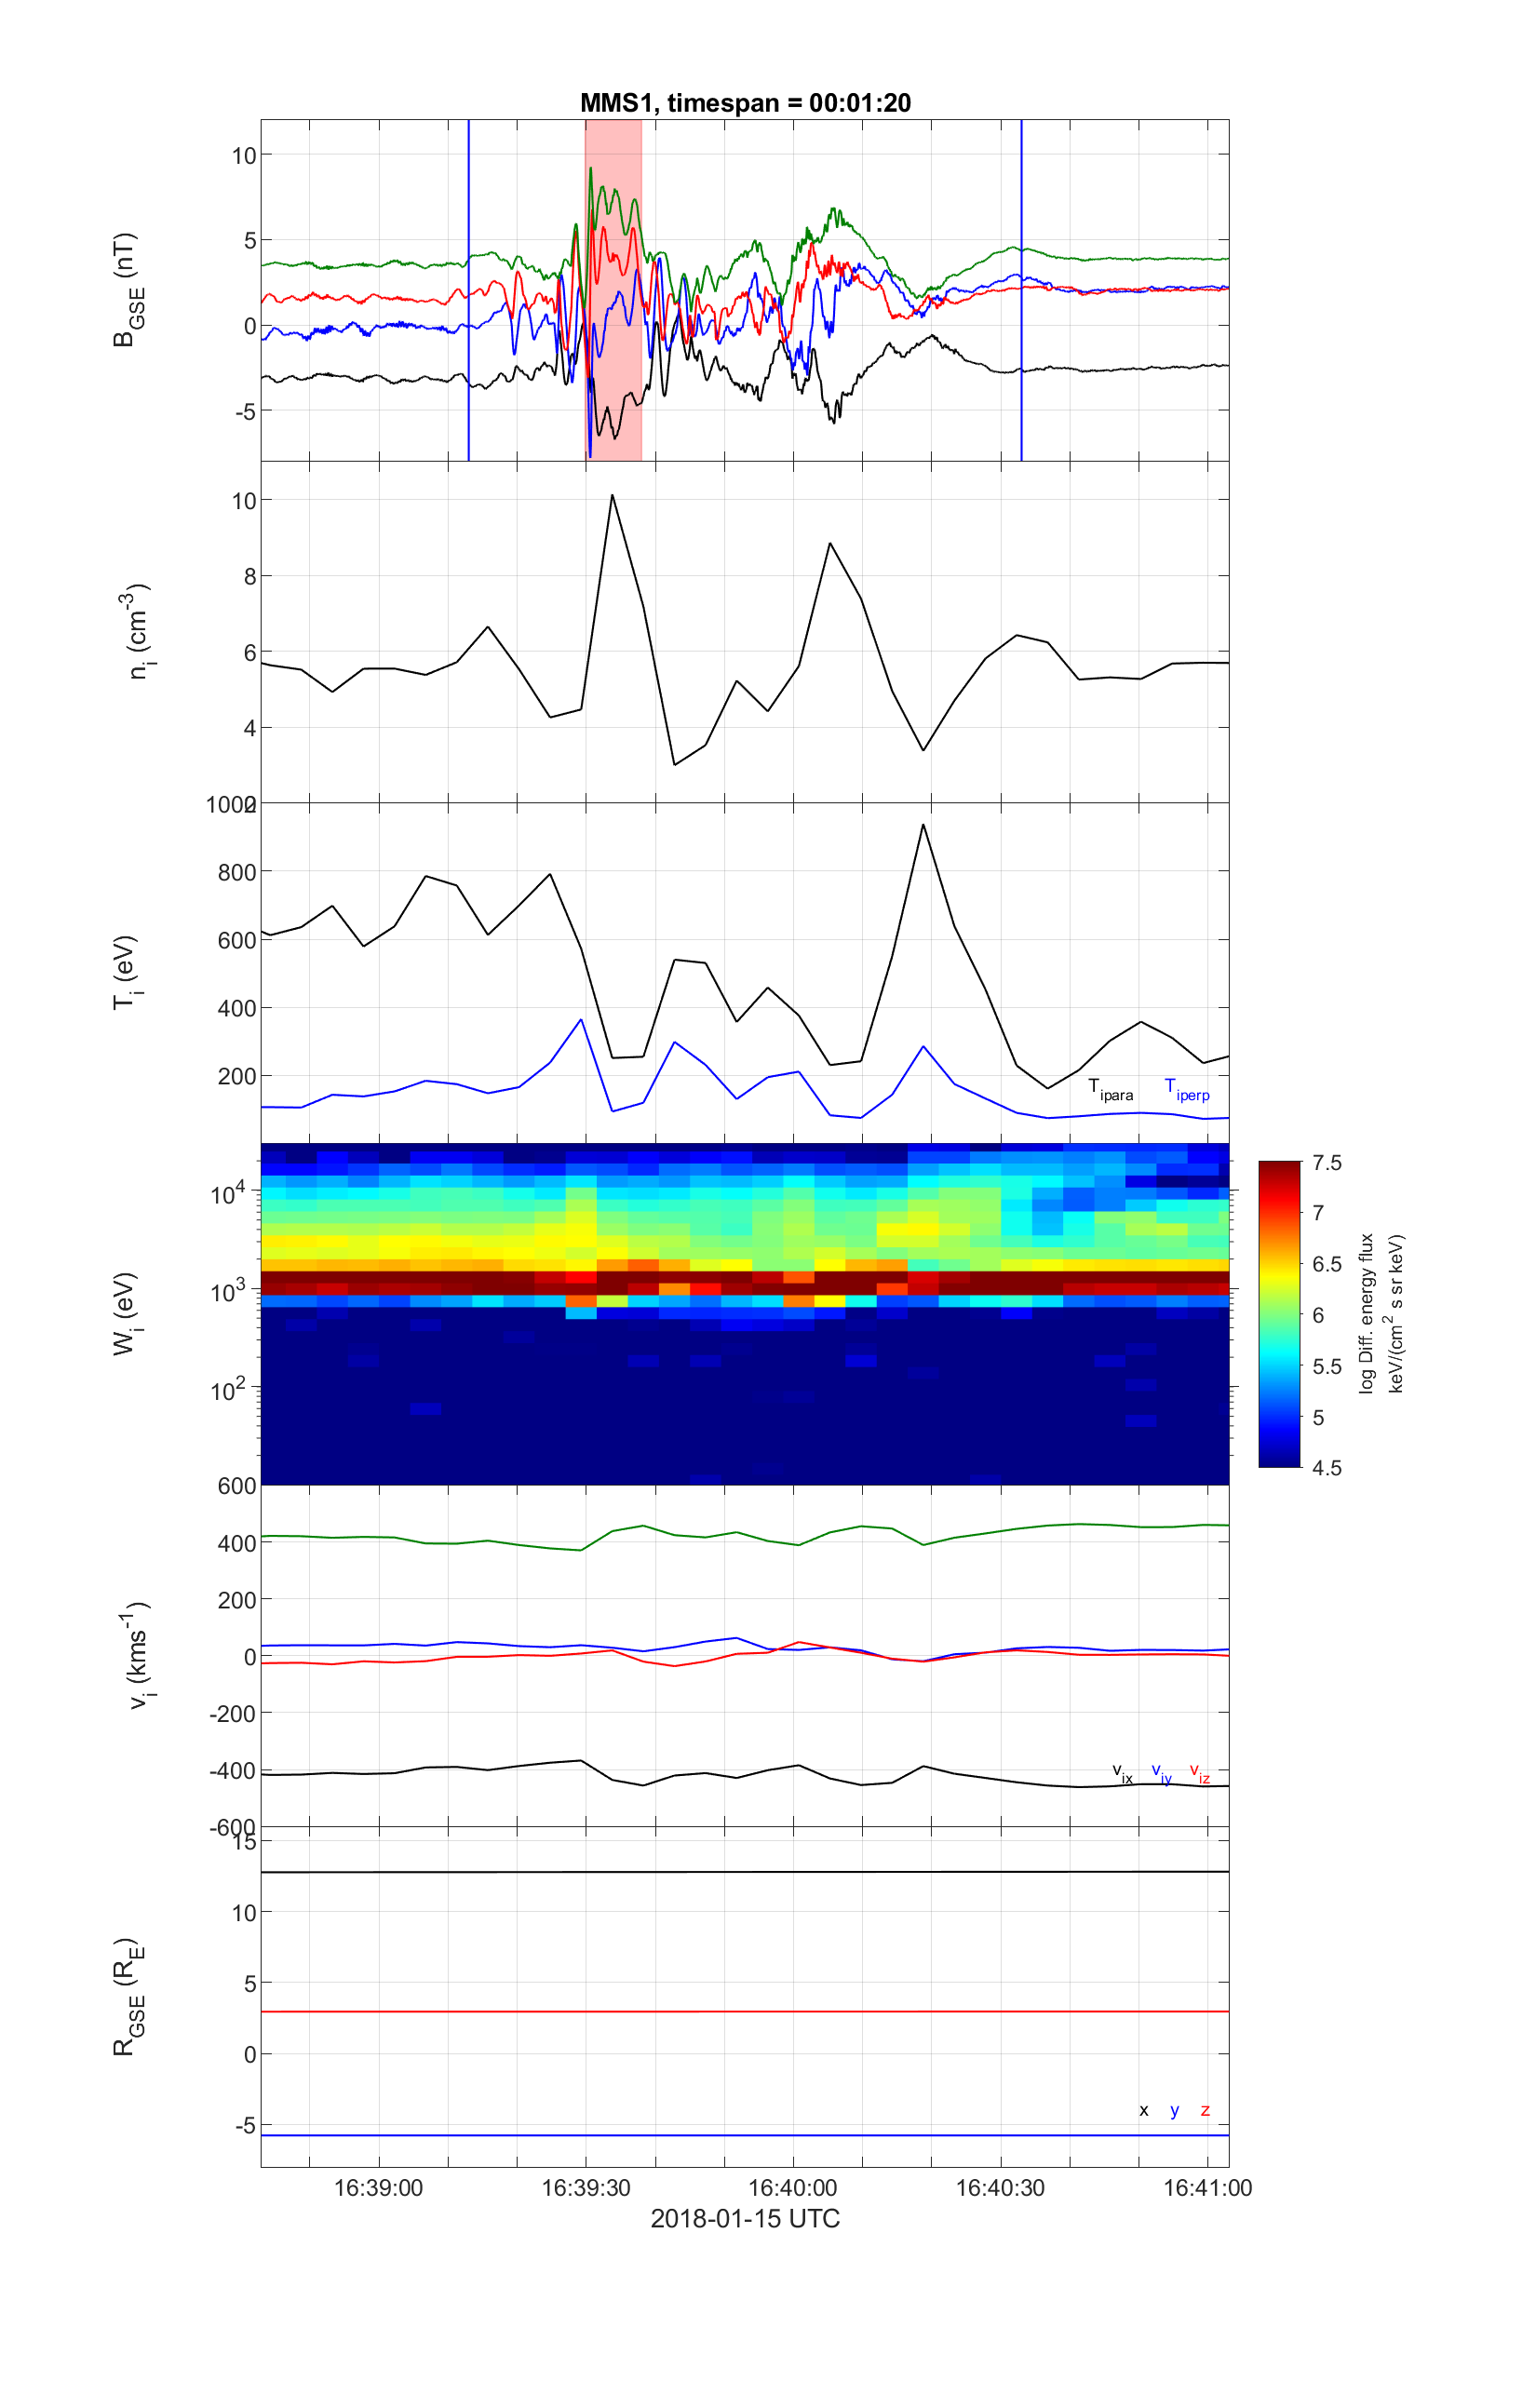 MMS1, timespan = 00:01:20
B_GSE (nT)
10
5
0
-5
n_i (cm^-3)
10
8
6
4
2
T_i (eV)
1000
800
600
400
200
T_ipara T_iperp
W_i (eV)
10^4
10^3
10^2
7.5
7
6.5
6
5.5
5
4.5
log Diff. energy flux
keV/(cm^2 s sr keV)
v_i (kms^-1)
600
400
200
0
-200
-400
-600
v_ix v_iy v_iz
R_GSE (R_E)
15
10
5
0
-5
x y z
16:39:00 16:39:30 16:40:00 16:40:30 16:41:00
2018-01-15 UTC